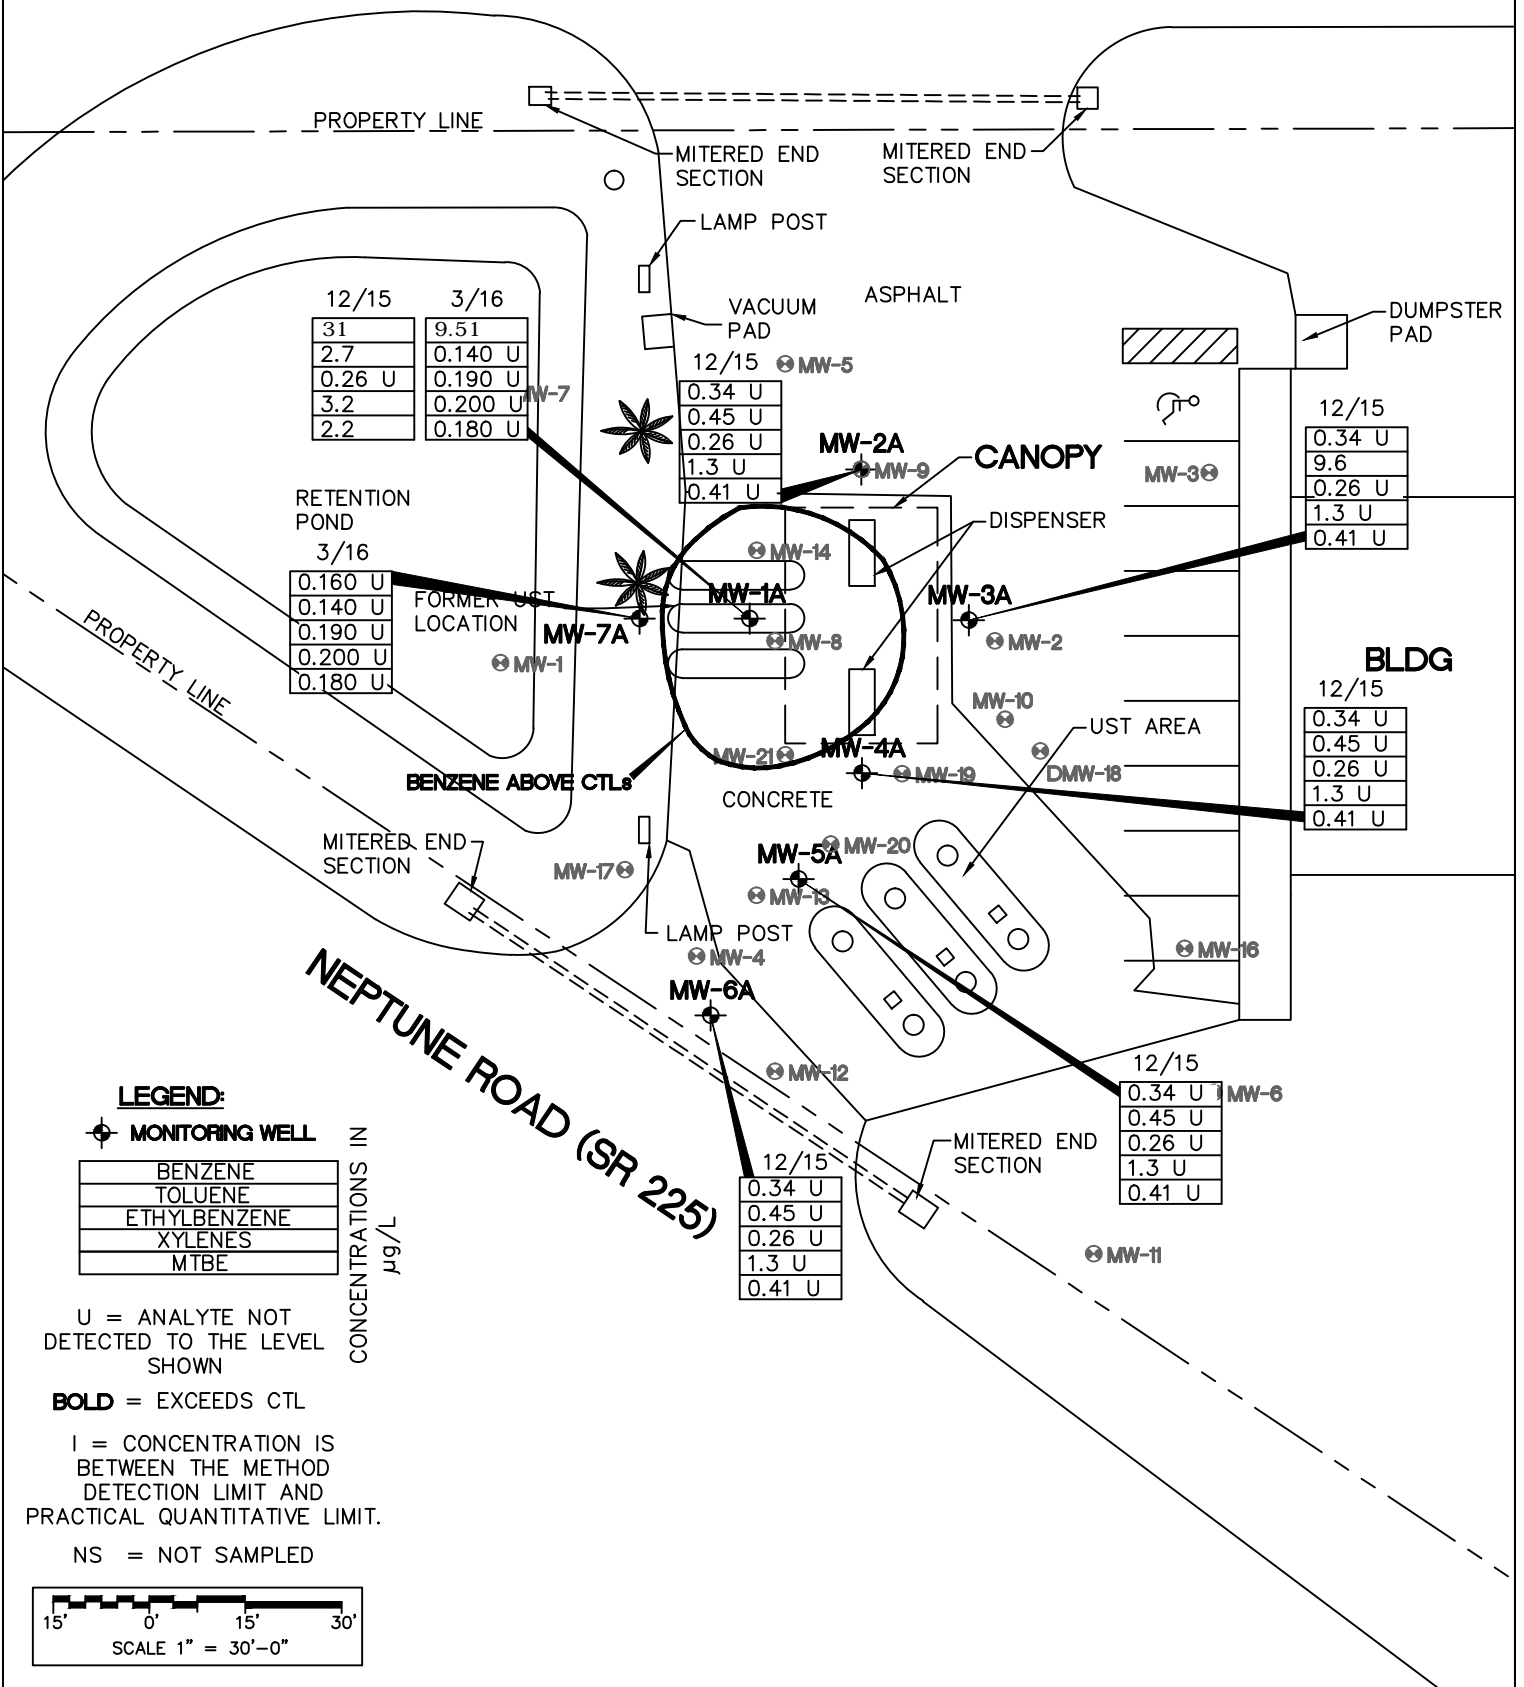 PROPERTY LINE
MITERED END
SECTION
MITERED END
SECTION
LAMP POST
VACUUM
PAD
ASPHALT
DUMPSTER
PAD
12/15
31
2.7
0.26 U
3.2
2.2
3/16
9.51
0.140 U
0.190 U
0.200 U
0.180 U
MW-7
12/15
0.34 U
0.45 U
0.26 U
1.3 U
0.41 U
MW-5
MW-2A
MW-9
CANOPY
MW-3
12/15
0.34 U
9.6
0.26 U
1.3 U
0.41 U
RETENTION
POND
3/16
0.160 U
0.140 U
0.190 U
0.200 U
0.180 U
DISPENSER
MW-14
FORMER UST
LOCATION
MW-7A
MW-1A
MW-3A
MW-8
MW-2
MW-1
PROPERTY LINE
BLDG
12/15
0.34 U
0.45 U
0.26 U
1.3 U
0.41 U
MW-10
UST AREA
MW-21
MW-4A
MW-19
DMW-18
BENZENE ABOVE CTLs
CONCRETE
MITERED END
SECTION
MW-17
MW-5A
MW-20
MW-13
LAMP POST
MW-4
MW-16
MW-6A
NEPTUNE ROAD (SR 225)
MW-12
12/15
0.34 U
0.45 U
0.26 U
1.3 U
0.41 U
MW-6
MITERED END
SECTION
12/15
0.34 U
0.45 U
0.26 U
1.3 U
0.41 U
MW-11
LEGEND:
MONITORING WELL
BENZENE
TOLUENE
ETHYLBENZENE
XYLENES
MTBE
CONCENTRATIONS IN
µg/L
U = ANALYTE NOT
DETECTED TO THE LEVEL
SHOWN
BOLD = EXCEEDS CTL
I = CONCENTRATION IS
BETWEEN THE METHOD
DETECTION LIMIT AND
PRACTICAL QUANTITATIVE LIMIT.
NS = NOT SAMPLED
15' 0' 15' 30'
SCALE 1" = 30'-0"